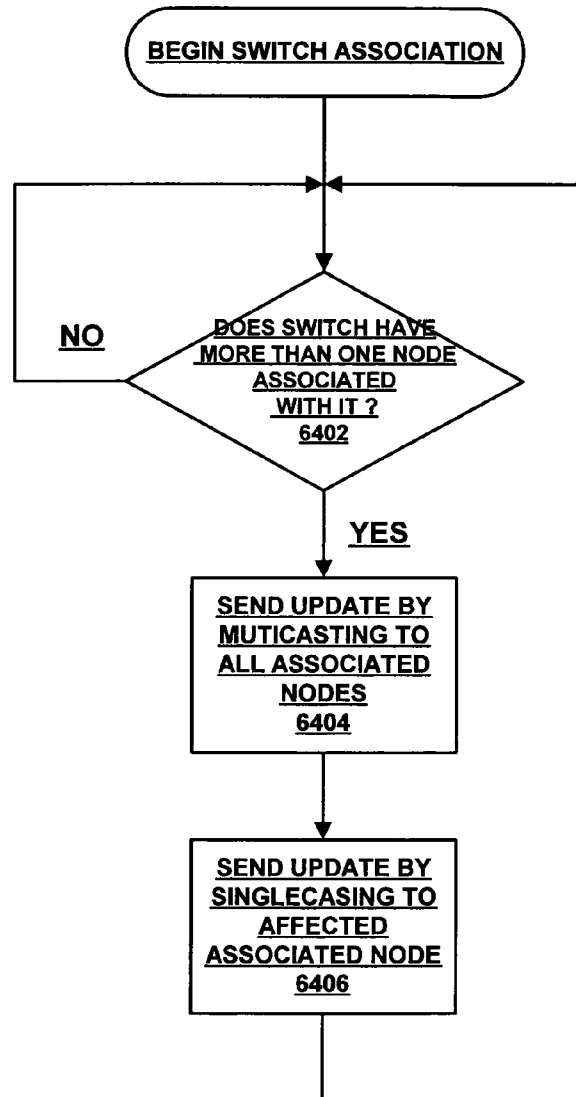 BEGIN SWITCH ASSOCIATION
DOES SWITCH HAVE
MORE THAN ONE NODE
ASSOCIATED
WITH IT ?
6402
NO
YES
SEND UPDATE BY
MUTICASTING TO
ALL ASSOCIATED
NODES
6404
SEND UPDATE BY
SINGLECASING TO
AFFECTED
ASSOCIATED NODE
6406